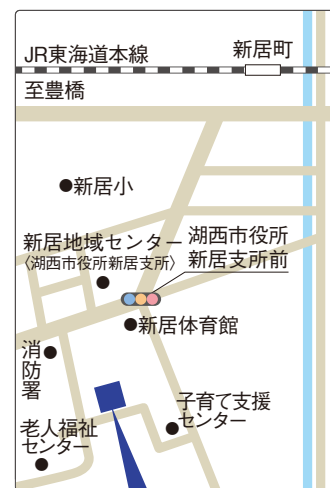 JR東海道本線
新居町
至豊橋
●新居小
新居地域センター
〈湖西市役所新居支所〉
湖西市役所
新居支所前
●新居体育館
消防署
子育て支援
センター
老人福祉
センター